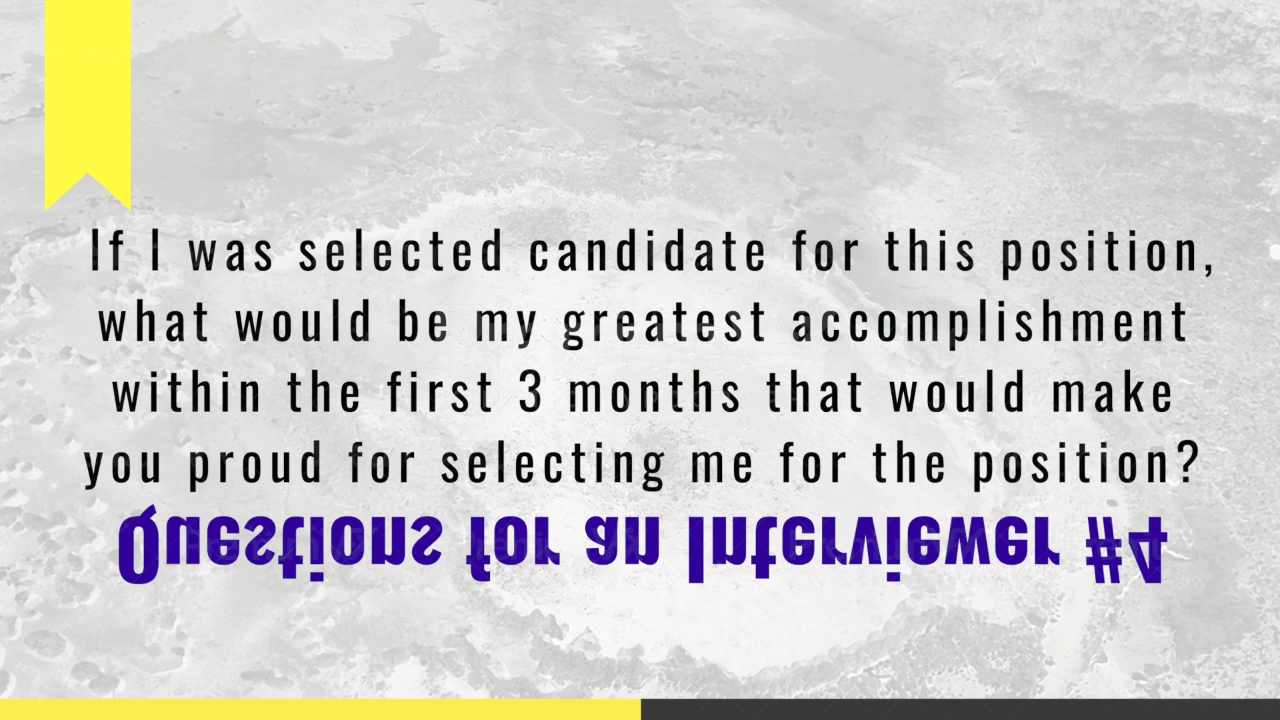 If I was selected candidate for this position,
what would be my greatest accomplishment
within the first 3 months that would make
you proud for selecting me for the position?
Questions for an Interviewer #4